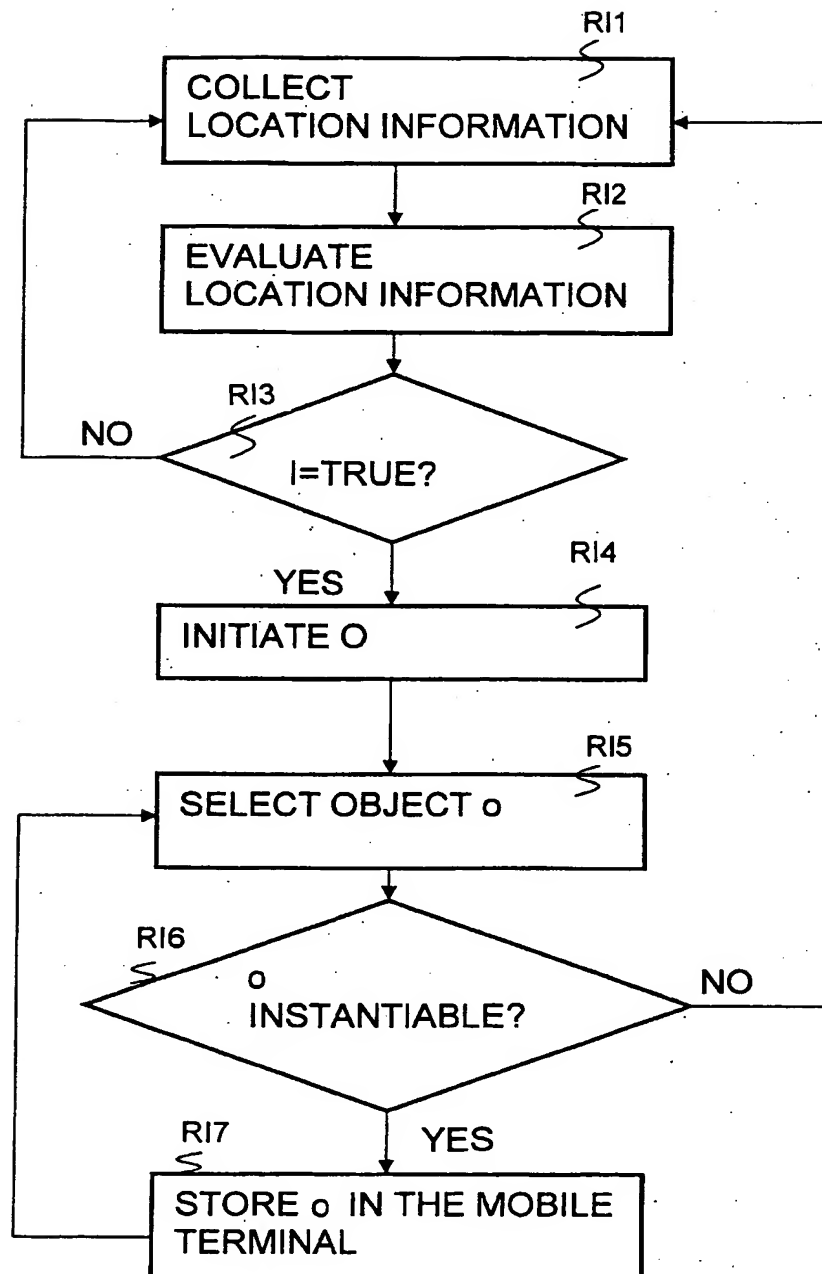 RI1
COLLECT
LOCATION INFORMATION
RI2
EVALUATE
LOCATION INFORMATION
RI3
NO
I=TRUE?
RI4
YES
INITIATE O
RI5
SELECT OBJECT o
RI6
o
INSTANTIABLE?
NO
RI7
YES
STORE o IN THE MOBILE
TERMINAL